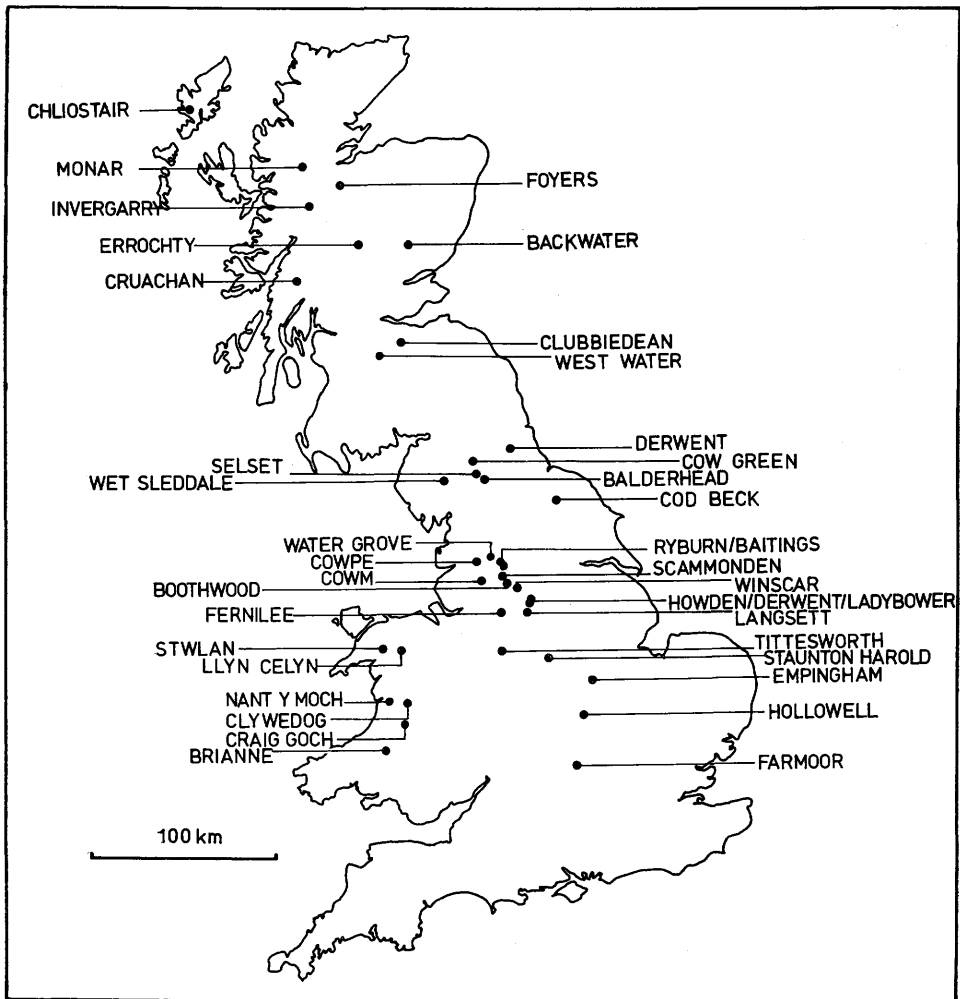 CHLIOSTAIR
MONAR
FOYERS
INVERGARRY
ERROCHTY
BACKWATER
CRUACHAN
CLUBBIEDEAN
WEST WATER
DERWENT
COW GREEN
SELSET
BALDERHEAD
WET SLEDDALE
COD BECK
WATER GROVE
RYBURN/BAITINGS
COWPE
SCAMMONDEN
COWM
WINSCAR
BOOTHWOOD
HOWDEN/DERWENT/LADYBOWER
FERNILEE
LANGSETT
TITTESWORTH
STWLAN
STAUNTON HAROLD
LLYN CELYN
EMPINGHAM
NANT Y MOCH
HOLLOWELL
CLYWEDOG
CRAIG GOCH
BRIANNE
FARMOOR
100 km